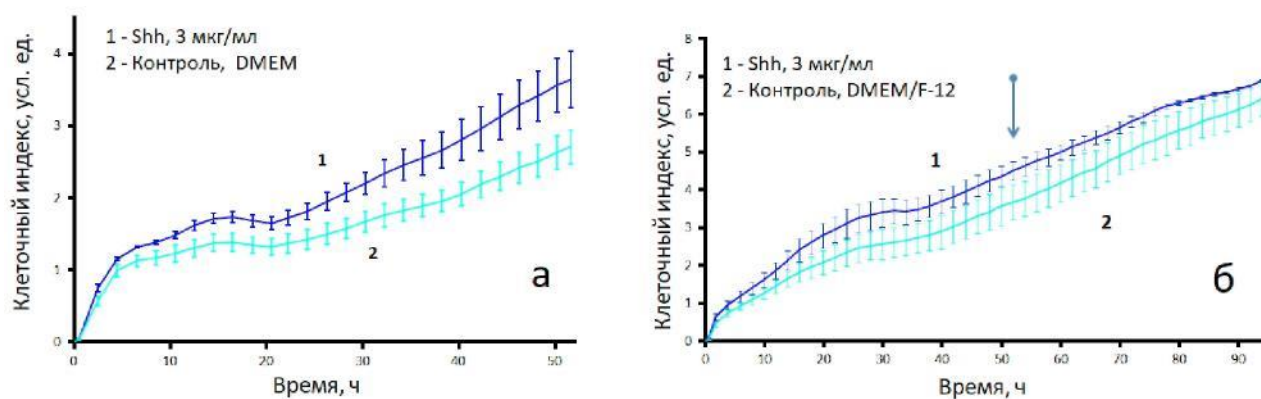 1 - Shh, 3 мкг/мл
2 - Контроль, DMEM
Клеточный индекс, усл. ед.
4
3
2
1
0
1
2
а
0 10 20 30 40 50
Время, ч
1 - Shh, 3 мкг/мл
2 - Контроль, DMEM/F-12
Клеточный индекс, усл. ед.
8
7
6
5
4
3
2
1
0
1
2
б
0 10 20 30 40 50 60 70 80 90
Время, ч